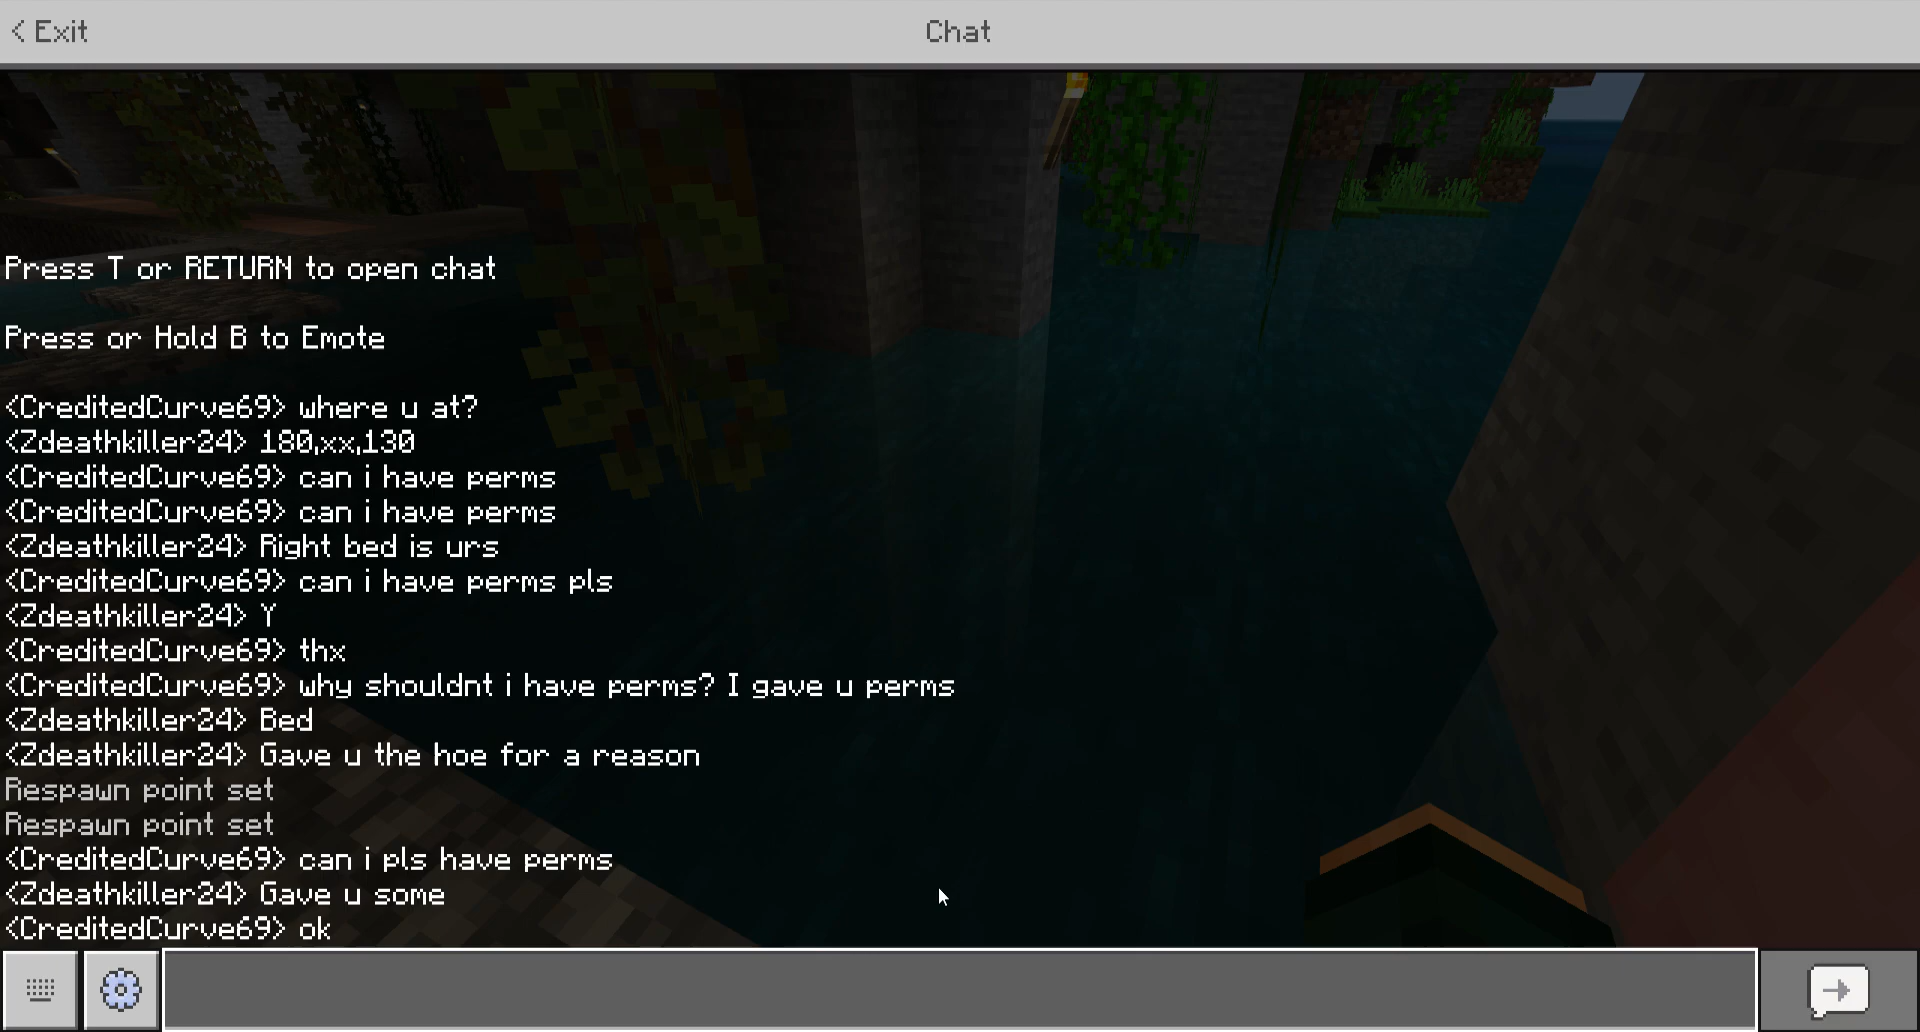 < Exit
Chat
Press T or RETURN to open chat
Press or Hold B to Emote
<CreditedCurve69> where u at?
<Zdeathkiller24> 180,xx,130
<CreditedCurve69> can i have perms
<CreditedCurve69> can i have perms
<Zdeathkiller24> Right bed is urs
<CreditedCurve69> can i have perms pls
<Zdeathkiller24> Y
<CreditedCurve69> thx
<CreditedCurve69> why shouldnt i have perms? I gave u perms
<Zdeathkiller24> Bed
<Zdeathkiller24> Gave u the hoe for a reason
Respawn point set
Respawn point set
<CreditedCurve69> can i pls have perms
<Zdeathkiller24> Gave u some
<CreditedCurve69> ok